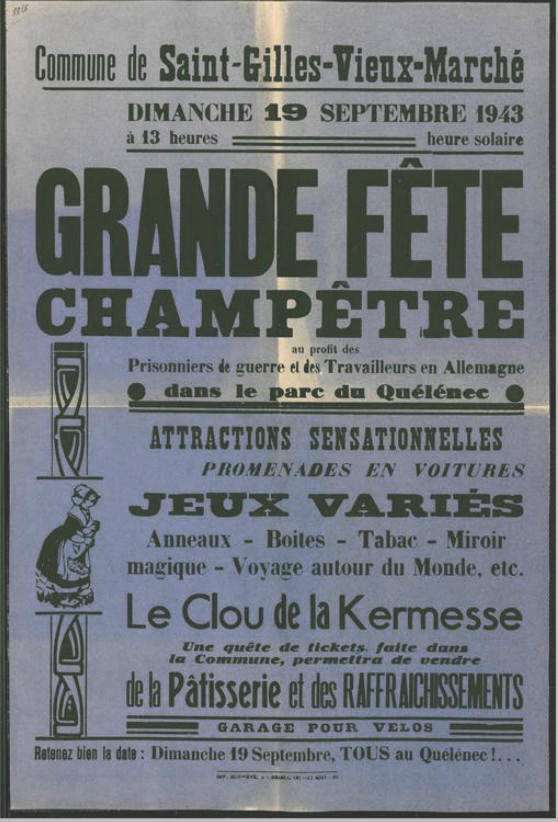 Commune de Saint-Gilles-Vieux-Marché
DIMANCHE 19 SEPTEMBRE 1943
à 13 heures heure solaire
GRANDE FÊTE
CHAMPÊTRE
au profit des
Prisonniers de guerre et des Travailleurs en Allemagne
dans le parc du Quélénec
ATTRACTIONS SENSATIONNELLES
PROMENADES EN VOITURES
JEUX VARIÉS
Anneaux - Boites - Tabac - Miroir
magique - Voyage autour du Monde, etc.
Le Clou de la Kermesse
Une quête de tickets, faite dans
la Commune, permettra de vendre
de la Pâtisserie et des RAFFRAICHISSEMENTS
GARAGE POUR VELOS
Retenez bien la date : Dimanche 19 Septembre, TOUS au Quélénec !...